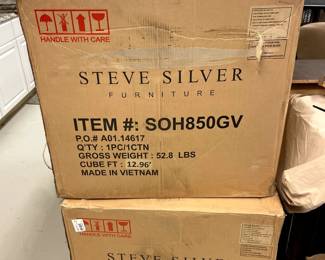 HANDLE WITH CARE
STEVE SILVER
FURNITURE
ITEM #: SOH850GV
P.O.# A01.14617
Q'TY : 1PC/1CTN
GROSS WEIGHT : 52.8 LBS
CUBE FT : 12.96'
MADE IN VIETNAM
HANDLE WITH CARE
STEVE SILVER
FURNITURE